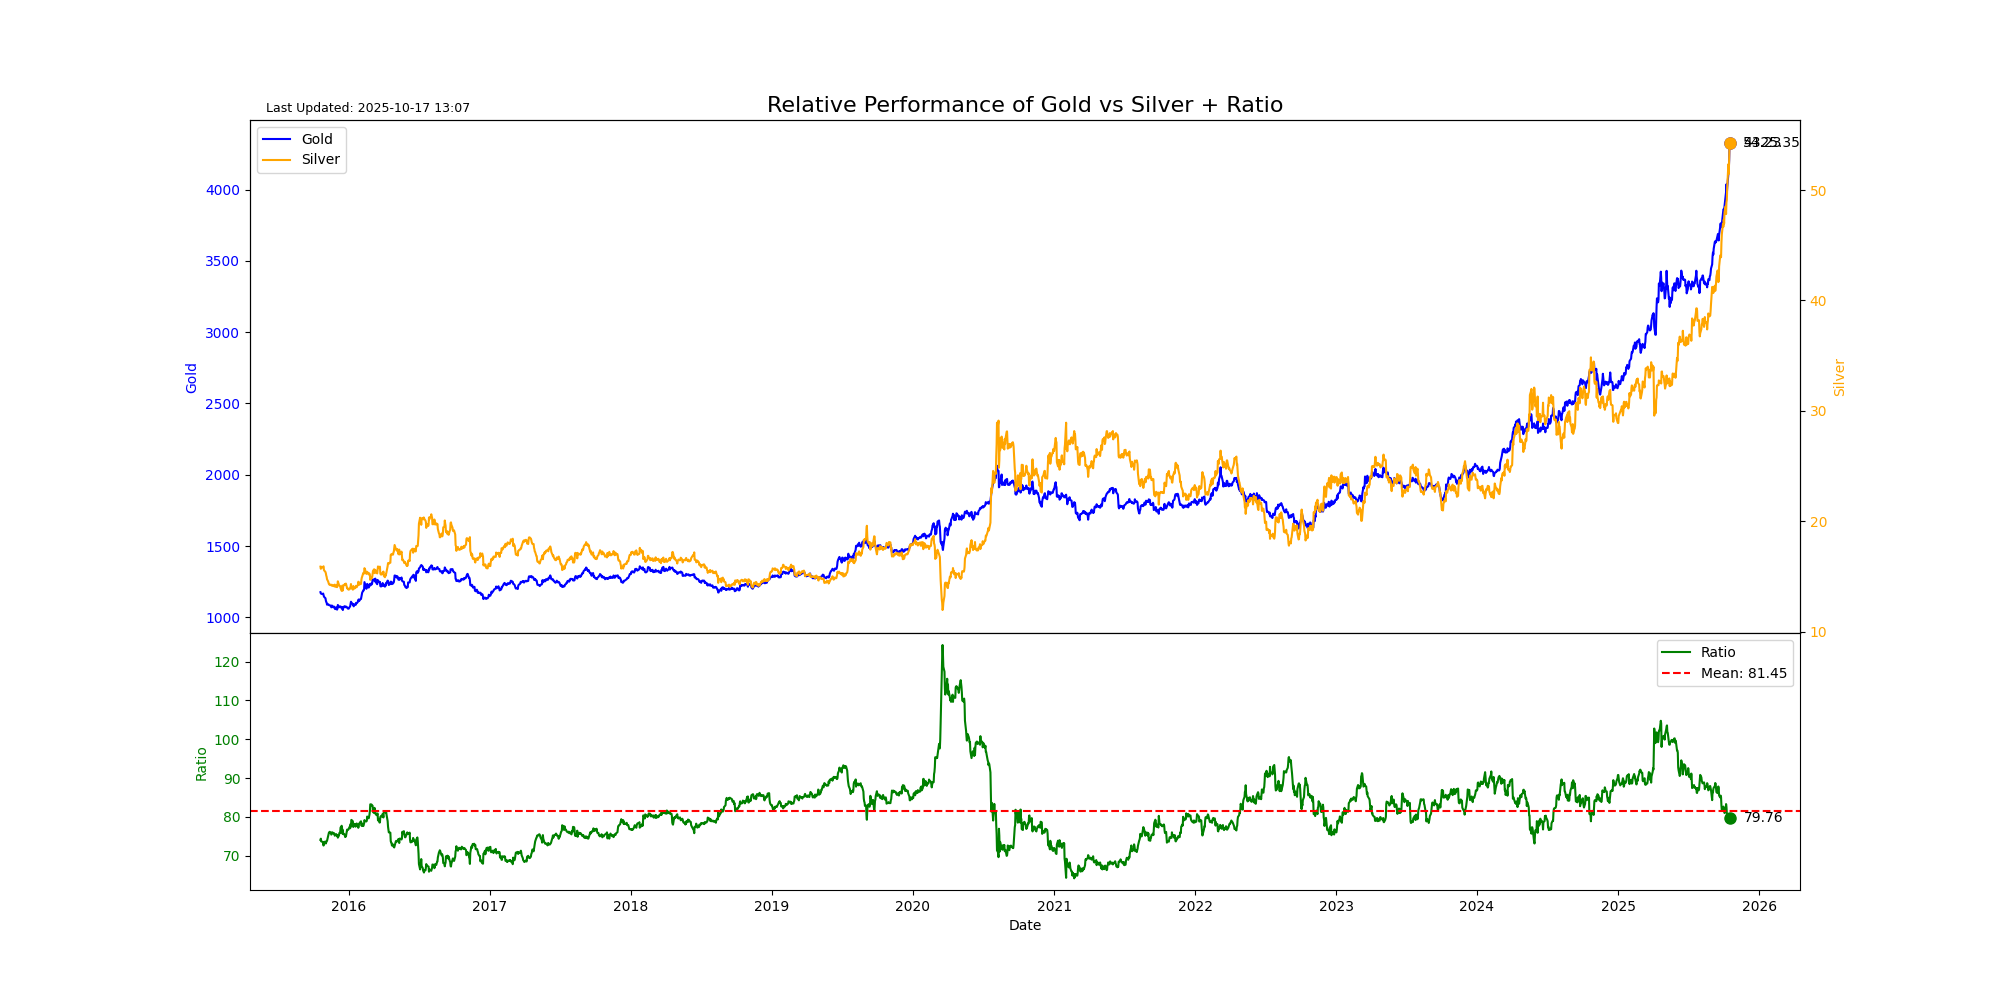 Last Updated: 2025-10-17 13:07
Relative Performance of Gold vs Silver + Ratio
Gold
Silver
4000
3500
3000
2500
2000
1500
1000
Gold
50
40
30
20
10
Silver
Ratio
Mean: 81.45
120
110
100
90
80
70
Ratio
79.76
2016 2017 2018 2019 2020 2021 2022 2023 2024 2025 2026
Date